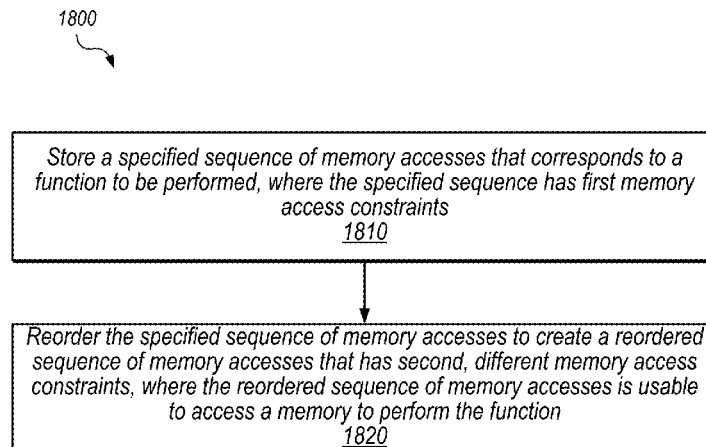 1800
Store a specified sequence of memory accesses that corresponds to a
function to be performed, where the specified sequence has first memory
access constraints
1810
Reorder the specified sequence of memory accesses to create a reordered
sequence of memory accesses that has second, different memory access
constraints, where the reordered sequence of memory accesses is usable
to access a memory to perform the function
1820